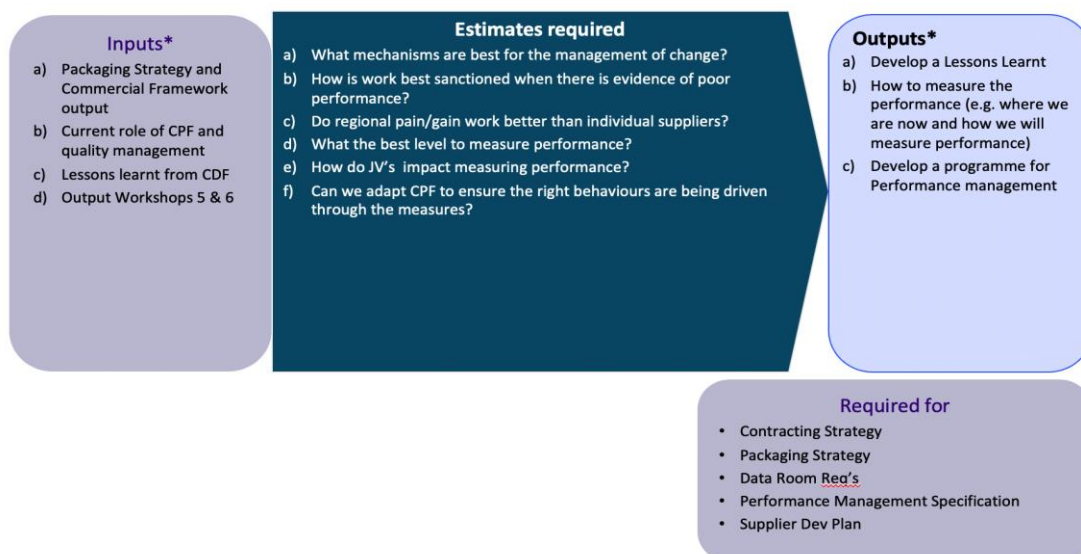 Inputs*
a) Packaging Strategy and
Commercial Framework
output
b) Current role of CPF and
quality management
c) Lessons learnt from CDF
d) Output Workshops 5 & 6
Estimates required
a) What mechanisms are best for the management of change?
b) How is work best sanctioned when there is evidence of poor
performance?
c) Do regional pain/gain work better than individual suppliers?
d) What the best level to measure performance?
e) How do JV's impact measuring performance?
f) Can we adapt CPF to ensure the right behaviours are being driven
through the measures?
Outputs*
a) Develop a Lessons Learnt
b) How to measure the
performance (e.g. where we
are now and how we will
measure performance)
c) Develop a programme for
Performance management
Required for
• Contracting Strategy
• Packaging Strategy
• Data Room Req's
• Performance Management Specification
• Supplier Dev Plan